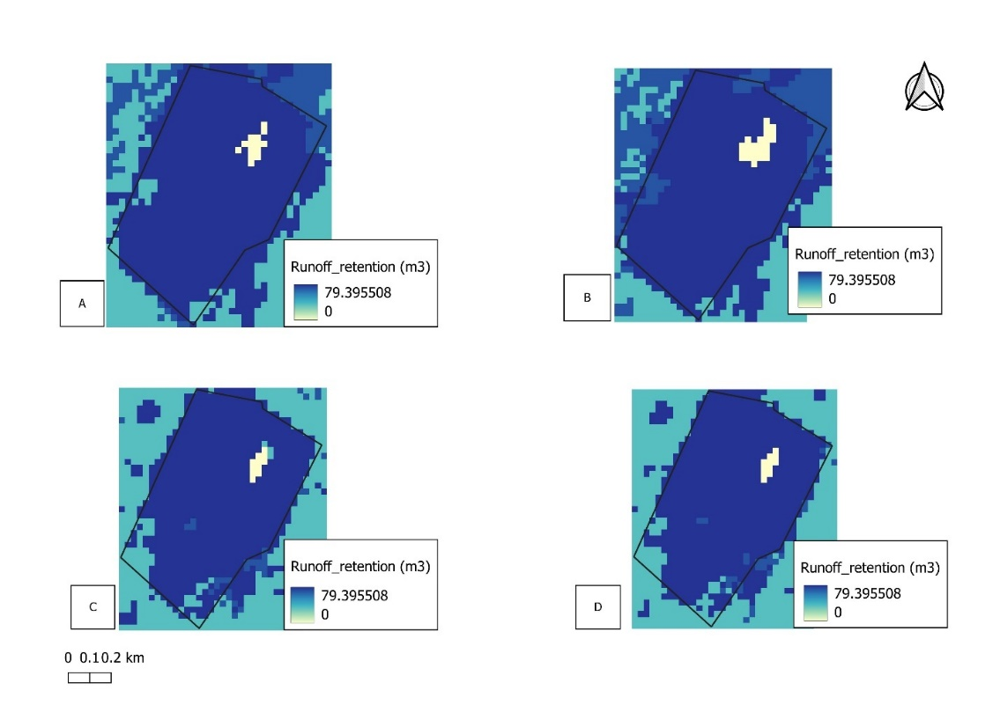 Runoff_retention (m3)
79.395508
0
A
Runoff_retention (m3)
79.395508
0
B
Runoff_retention (m3)
79.395508
0
C
Runoff_retention (m3)
79.395508
0
D
0 0.10.2 km